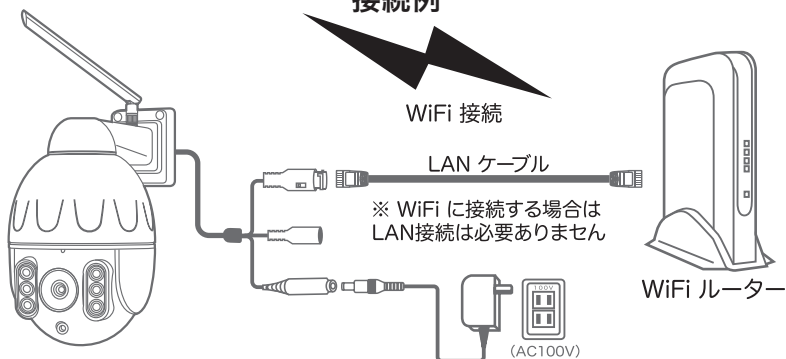 接続例
WiFi 接続
LAN ケーブル
※ WiFi に接続する場合は
LAN接続は必要ありません
WiFi ルーター
100V
(AC100V)